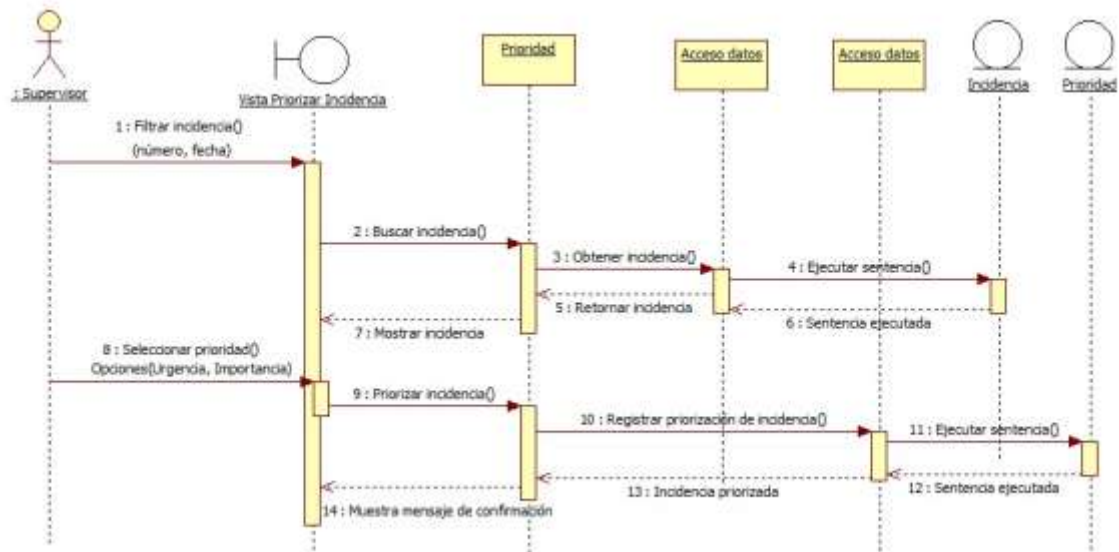 : Supervisor
Vista Priorizar Incidencia
Prioridad
Acceso datos
Acceso datos
Incidencia
Prioridad
1 : Filtrar incidencia()
(número, fecha)
2 : Buscar incidencia()
3 : Obtener incidencia()
4 : Ejecutar sentencia()
5 : Retornar incidencia
6 : Sentencia ejecutada
7 : Mostrar incidencia
8 : Seleccionar prioridad()
Opciones(Urgencia, Importancia)
9 : Priorizar incidencia()
10 : Registrar priorización de incidencia()
11 : Ejecutar sentencia()
12 : Sentencia ejecutada
13 : Incidencia priorizada
14 : Muestra mensaje de confirmación